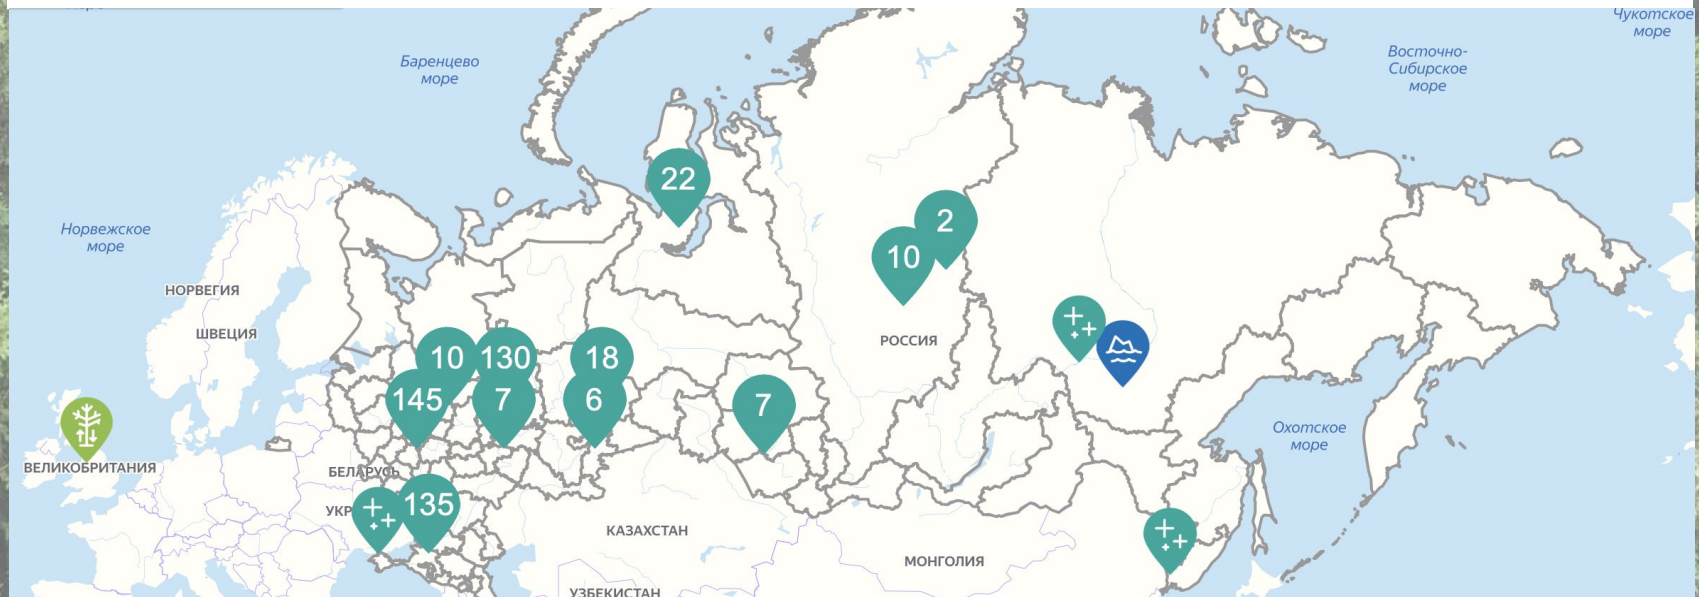 Чукотское
море
Баренцево
море
Восточно-
Сибирское
море
22
Норвежское
море
2
10
НОРВЕГИЯ
ШВЕЦИЯ
РОССИЯ
10
130
18
145
7
6
7
Охотское
море
ВЕЛИКОБРИТАНИЯ
БЕЛАРУСЬ
УКР
135
КАЗАХСТАН
МОНГОЛИЯ
УЗБЕКИСТАН